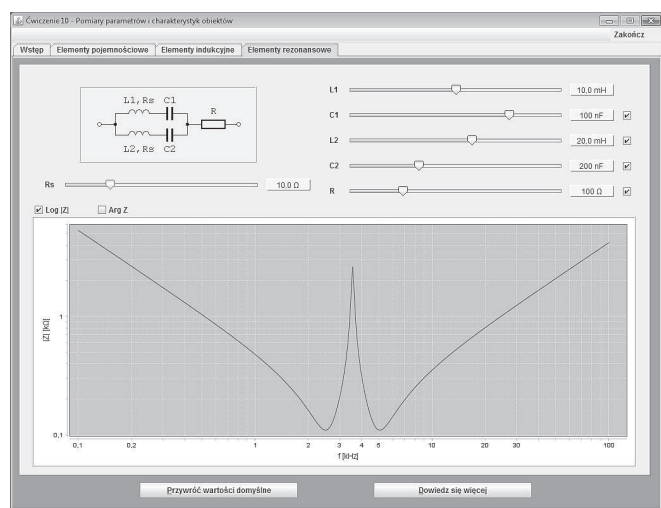 Ćwiczenie 10 - Pomiary parametrów i charakterystyk obiektów
Zakończ
Wstęp Elementy pojemnościowe Elementy indukcyjne Elementy rezonansowe
L1, Rs C1
R
L2, Rs C2
L1 10,0 mH
C1 100 nF
L2 20,0 mH
C2 200 nF
R 100 Ω
Rs 10,0 Ω
Log |Z| Arg Z
|Z| [kΩ]
1
0,1
0,1 0,2 1 2 3 4 5 10 20 30 100
f [kHz]
Przywróć wartości domyślne Dowiedz się więcej